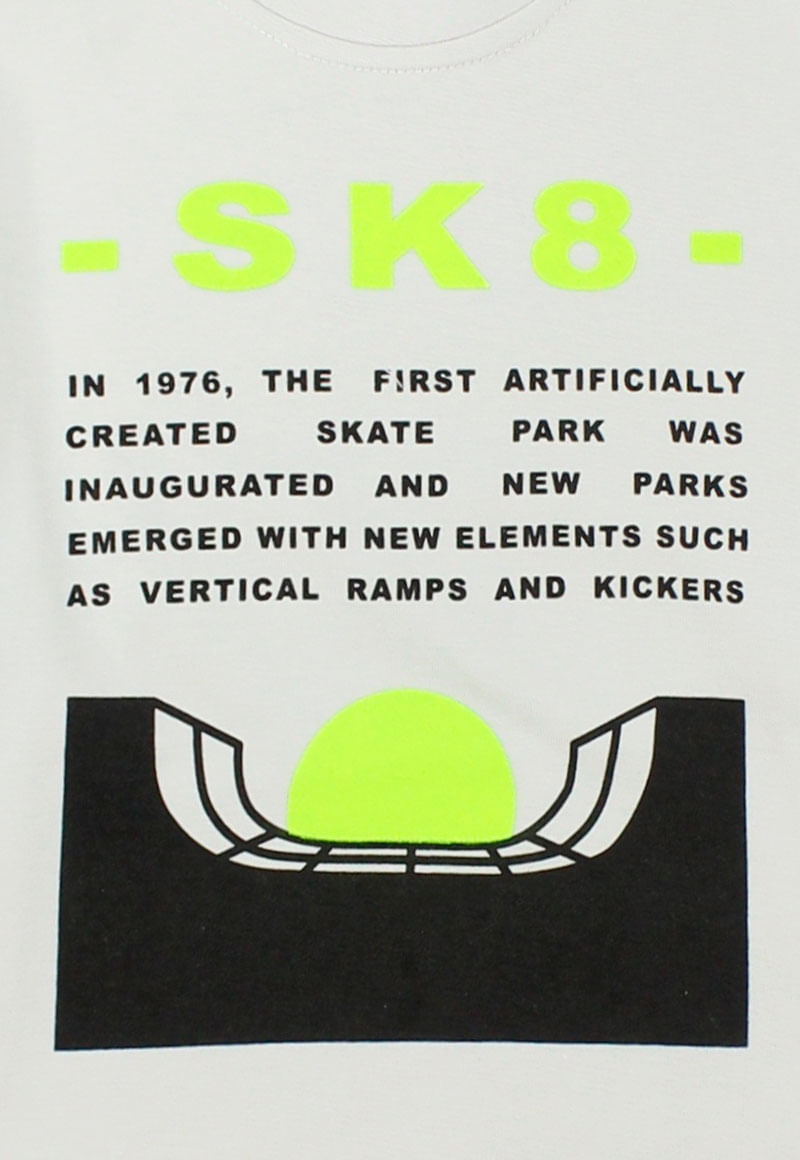 -SK8-
IN 1976, THE FIRST ARTIFICIALLY
CREATED SKATE PARK WAS
INAUGURATED AND NEW PARKS
EMERGED WITH NEW ELEMENTS SUCH
AS VERTICAL RAMPS AND KICKERS